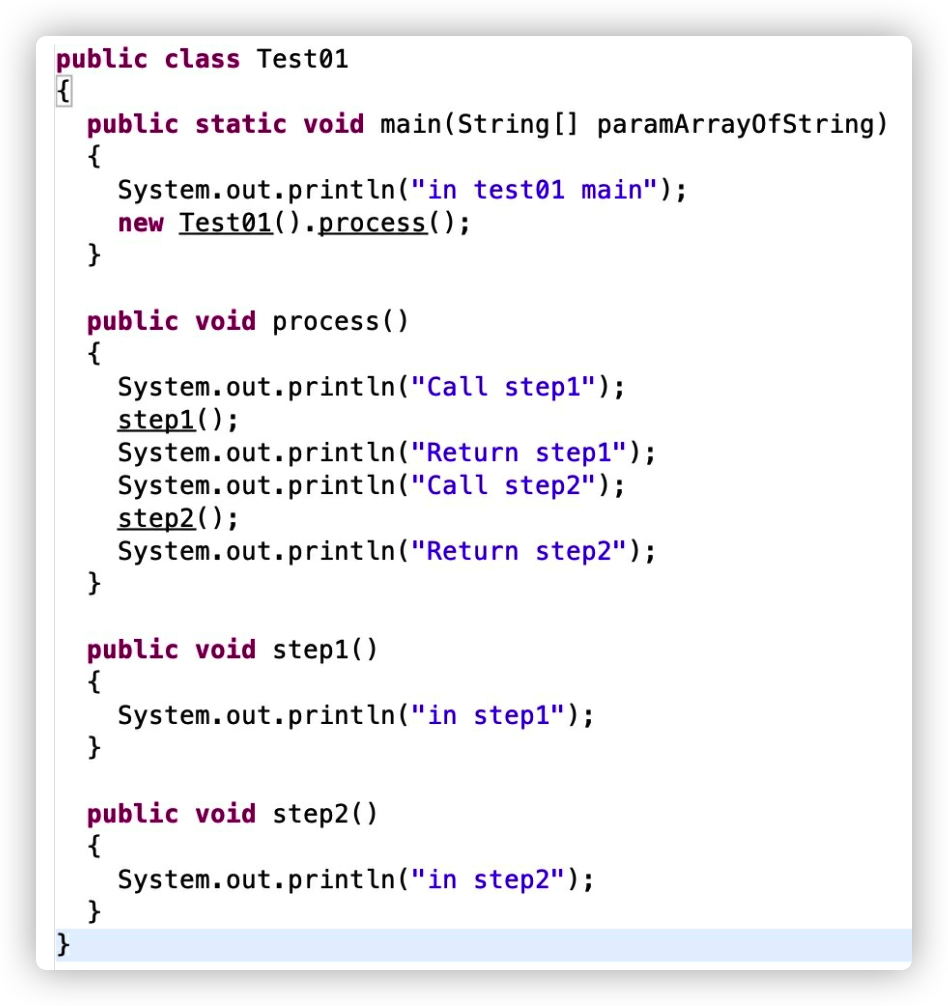 public class Test01
{
public static void main(String[] paramArrayOfString)
{
System.out.println("in test01 main");
new Test01().process();
}
public void process()
{
System.out.println("Call step1");
step1();
System.out.println("Return step1");
System.out.println("Call step2");
step2();
System.out.println("Return step2");
}
public void step1()
{
System.out.println("in step1");
}
public void step2()
{
System.out.println("in step2");
}
}